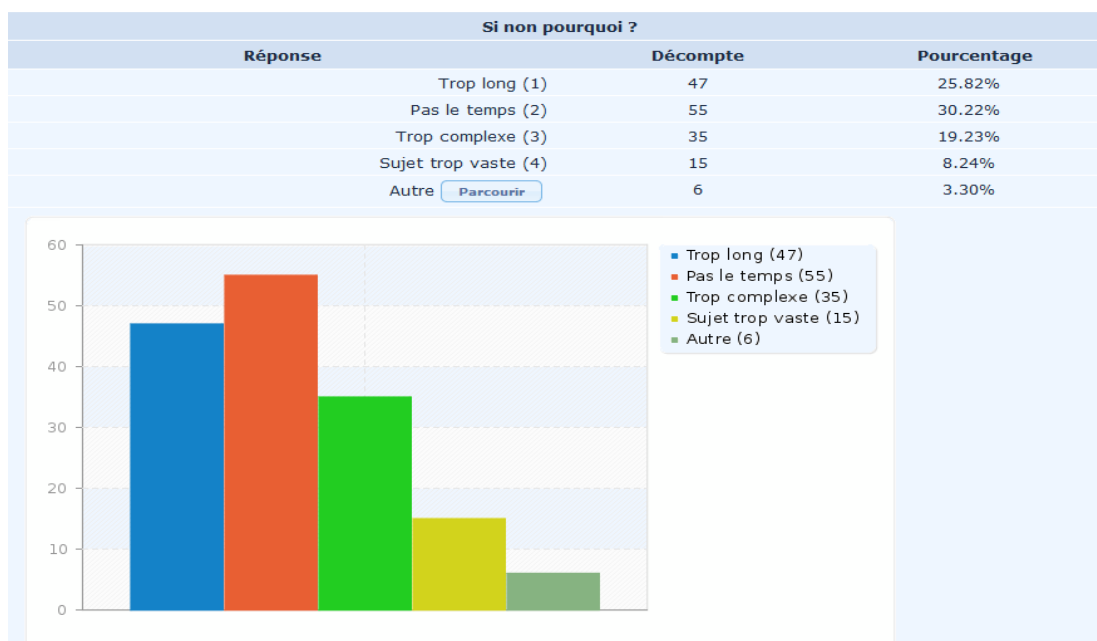 Si non pourquoi ?
Réponse Décompte Pourcentage
Trop long (1) 47 25.82%
Pas le temps (2) 55 30.22%
Trop complexe (3) 35 19.23%
Sujet trop vaste (4) 15 8.24%
Autre Parcourir 6 3.30%
60
50
40
30
20
10
0
Trop long (47)
Pas le temps (55)
Trop complexe (35)
Sujet trop vaste (15)
Autre (6)